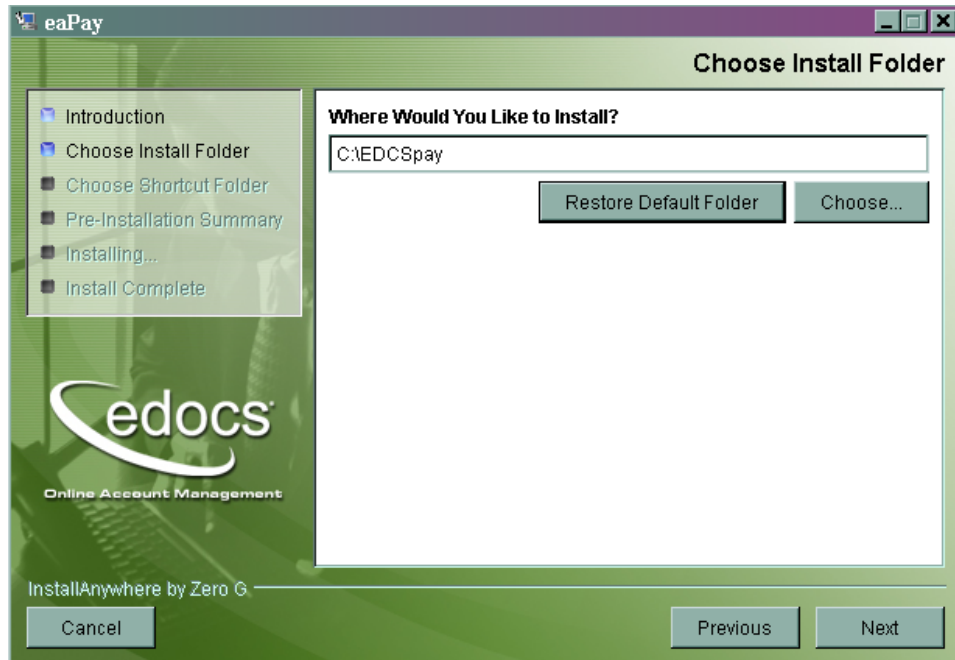 eaPay
Choose Install Folder
Introduction
Choose Install Folder
Choose Shortcut Folder
Pre-Installation Summary
Installing...
Install Complete
Where Would You Like to Install?
C:\EDCSpay
Restore Default Folder
Choose...
edocs
Online Account Management
InstallAnywhere by Zero G
Cancel
Previous
Next